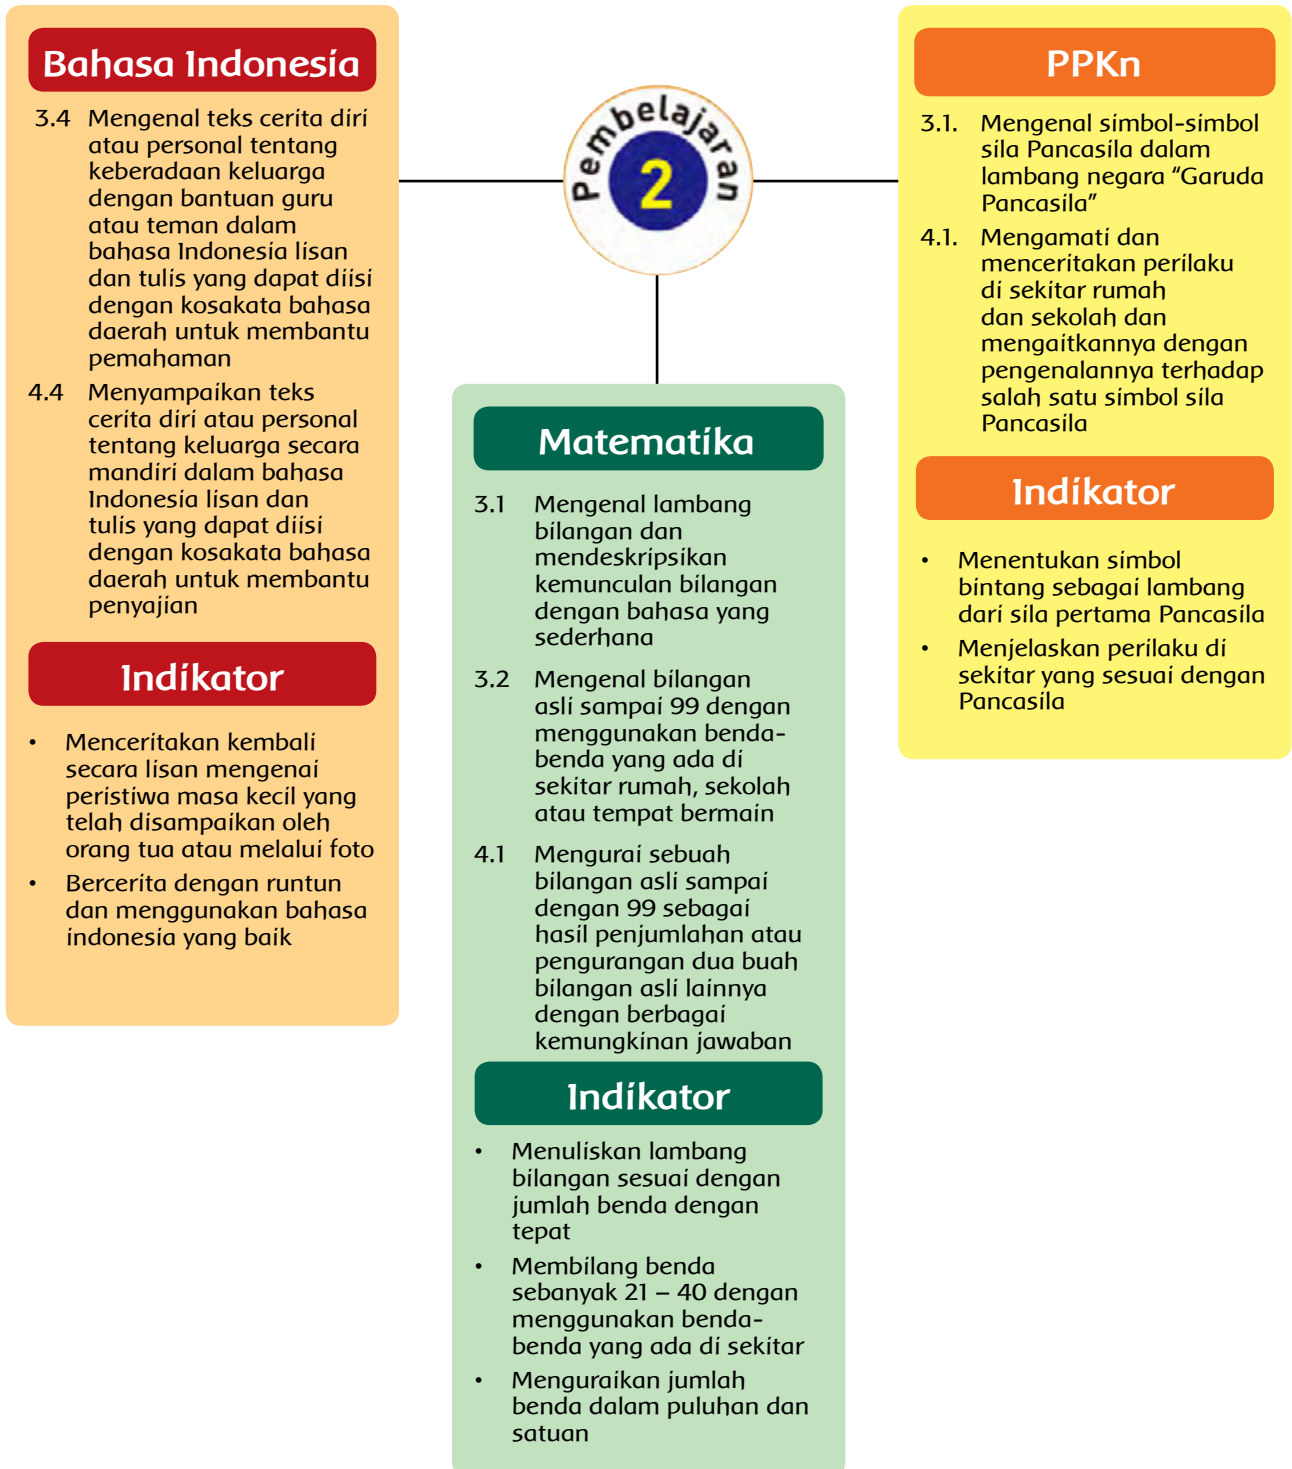 Bahasa Indonesia
3.4 Mengenal teks cerita diri
atau personal tentang
keberadaan keluarga
dengan bantuan guru
atau teman dalam
bahasa Indonesia lisan
dan tulis yang dapat diisi
dengan kosakata bahasa
daerah untuk membantu
pemahaman
4.4 Menyampaikan teks
cerita diri atau personal
tentang keluarga secara
mandiri dalam bahasa
Indonesia lisan dan
tulis yang dapat diisi
dengan kosakata bahasa
daerah untuk membantu
penyajian
Indikator
• Menceritakan kembali
secara lisan mengenai
peristiwa masa kecil yang
telah disampaikan oleh
orang tua atau melalui foto
• Bercerita dengan runtun
dan menggunakan bahasa
indonesia yang baik
Pembelajaran
2
Matematika
3.1 Mengenal lambang
bilangan dan
mendeskripsikan
kemunculan bilangan
dengan bahasa yang
sederhana
3.2 Mengenal bilangan
asli sampai 99 dengan
menggunakan benda-
benda yang ada di
sekitar rumah, sekolah
atau tempat bermain
4.1 Mengurai sebuah
bilangan asli sampai
dengan 99 sebagai
hasil penjumlahan atau
pengurangan dua buah
bilangan asli lainnya
dengan berbagai
kemungkinan jawaban
Indikator
• Menuliskan lambang
bilangan sesuai dengan
jumlah benda dengan
tepat
• Membilang benda
sebanyak 21 – 40 dengan
menggunakan benda-
benda yang ada di sekitar
• Menguraikan jumlah
benda dalam puluhan dan
satuan
PPKn
3.1. Mengenal simbol-simbol
sila Pancasila dalam
lambang negara “Garuda
Pancasila”
4.1. Mengamati dan
menceritakan perilaku
di sekitar rumah
dan sekolah dan
mengaitkannya dengan
pengenalannya terhadap
salah satu simbol sila
Pancasila
Indikator
• Menentukan simbol
bintang sebagai lambang
dari sila pertama Pancasila
• Menjelaskan perilaku di
sekitar yang sesuai dengan
Pancasila